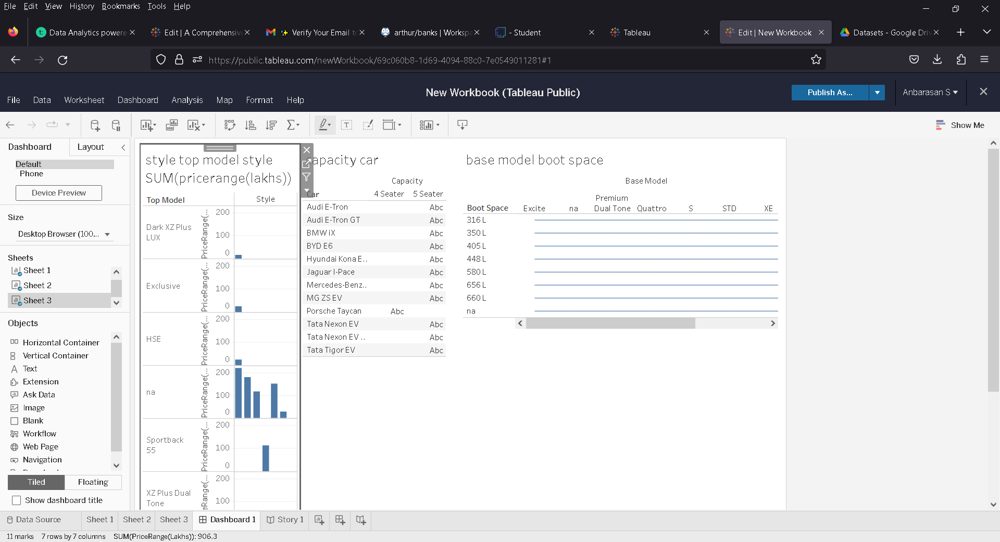 File Edit View History Bookmarks Tools Help
Data Analytics powere
Edit | A Comprehensive
Verify Your Email to
arthur/banks | Workspa
- Student
Tableau
Edit | New Workbook
Datasets - Google Driv
https://public.tableau.com/newWorkbook/69c060b8-1d69-4094-88c0-7e0549011281#1
New Workbook (Tableau Public)
File Data Worksheet Dashboard Analysis Map Format Help
Publish As...
Anbarasan S
Show Me
Dashboard Layout
Default
Phone
Device Preview
Size
Desktop Browser (100...
Sheets
Sheet 1
Sheet 2
Sheet 3
Objects
Horizontal Container
Vertical Container
Text
Extension
Ask Data
Image
Blank
Workflow
Web Page
Navigation
Tiled Floating
Show dashboard title
style top model style
SUM(pricerange(lakhs))
Top Model Style
Dark XZ Plus
LUX
PriceRange(...
200
100
0
Exclusive
PriceRange(...
200
100
0
HSE
PriceRange(...
200
100
0
na
PriceRange(...
200
100
0
Sportback
55
PriceRange(...
200
100
0
XZ Plus Dual
Tone
200
100
capacity car
Capacity
Car 4 Seater 5 Seater
Audi E-Tron Abc
Audi E-Tron GT Abc
BMW iX Abc
BYD E6 Abc
Hyundai Kona E.. Abc
Jaguar I-Pace Abc
Mercedes-Benz.. Abc
MG ZS EV Abc
Porsche Taycan Abc
Tata Nexon EV Abc
Tata Nexon EV .. Abc
Tata Tigor EV Abc
base model boot space
Base Model
Premium
Boot Space Excite na Dual Tone Quattro S STD XE
316 L
350 L
405 L
448 L
580 L
656 L
660 L
na
Data Source Sheet 1 Sheet 2 Sheet 3 Dashboard 1 Story 1
11 marks 7 rows by 7 columns SUM(PriceRange(Lakhs)): 906.3